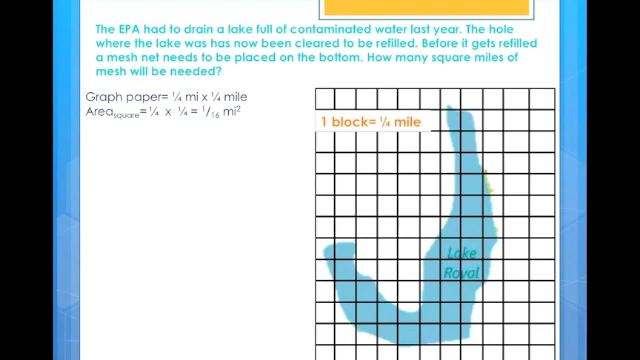 The EPA had to drain a lake full of contaminated water last year. The hole
where the lake was has now been cleared to be refilled. Before it gets refilled
a mesh net needs to be placed on the bottom. How many square miles of
mesh will be needed?
Graph paper= ¼ mi x ¼ mile
Area_square= ¼ x ¼ = ¹/₁₆ mi²
1 block= ¼ mile
Lake
Royal